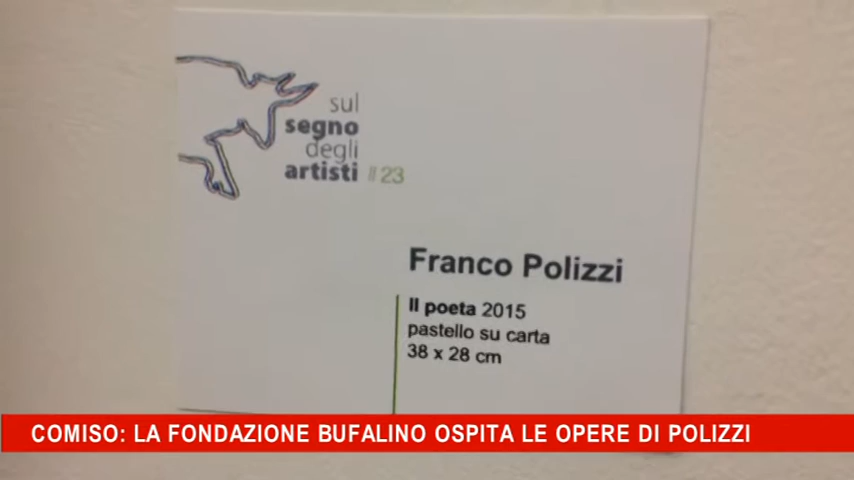 sul
segno
degli
artisti //23
Franco Polizzi
Il poeta 2015
pastello su carta
38 x 28 cm
COMISO: LA FONDAZIONE BUFALINO OSPITA LE OPERE DI POLIZZI